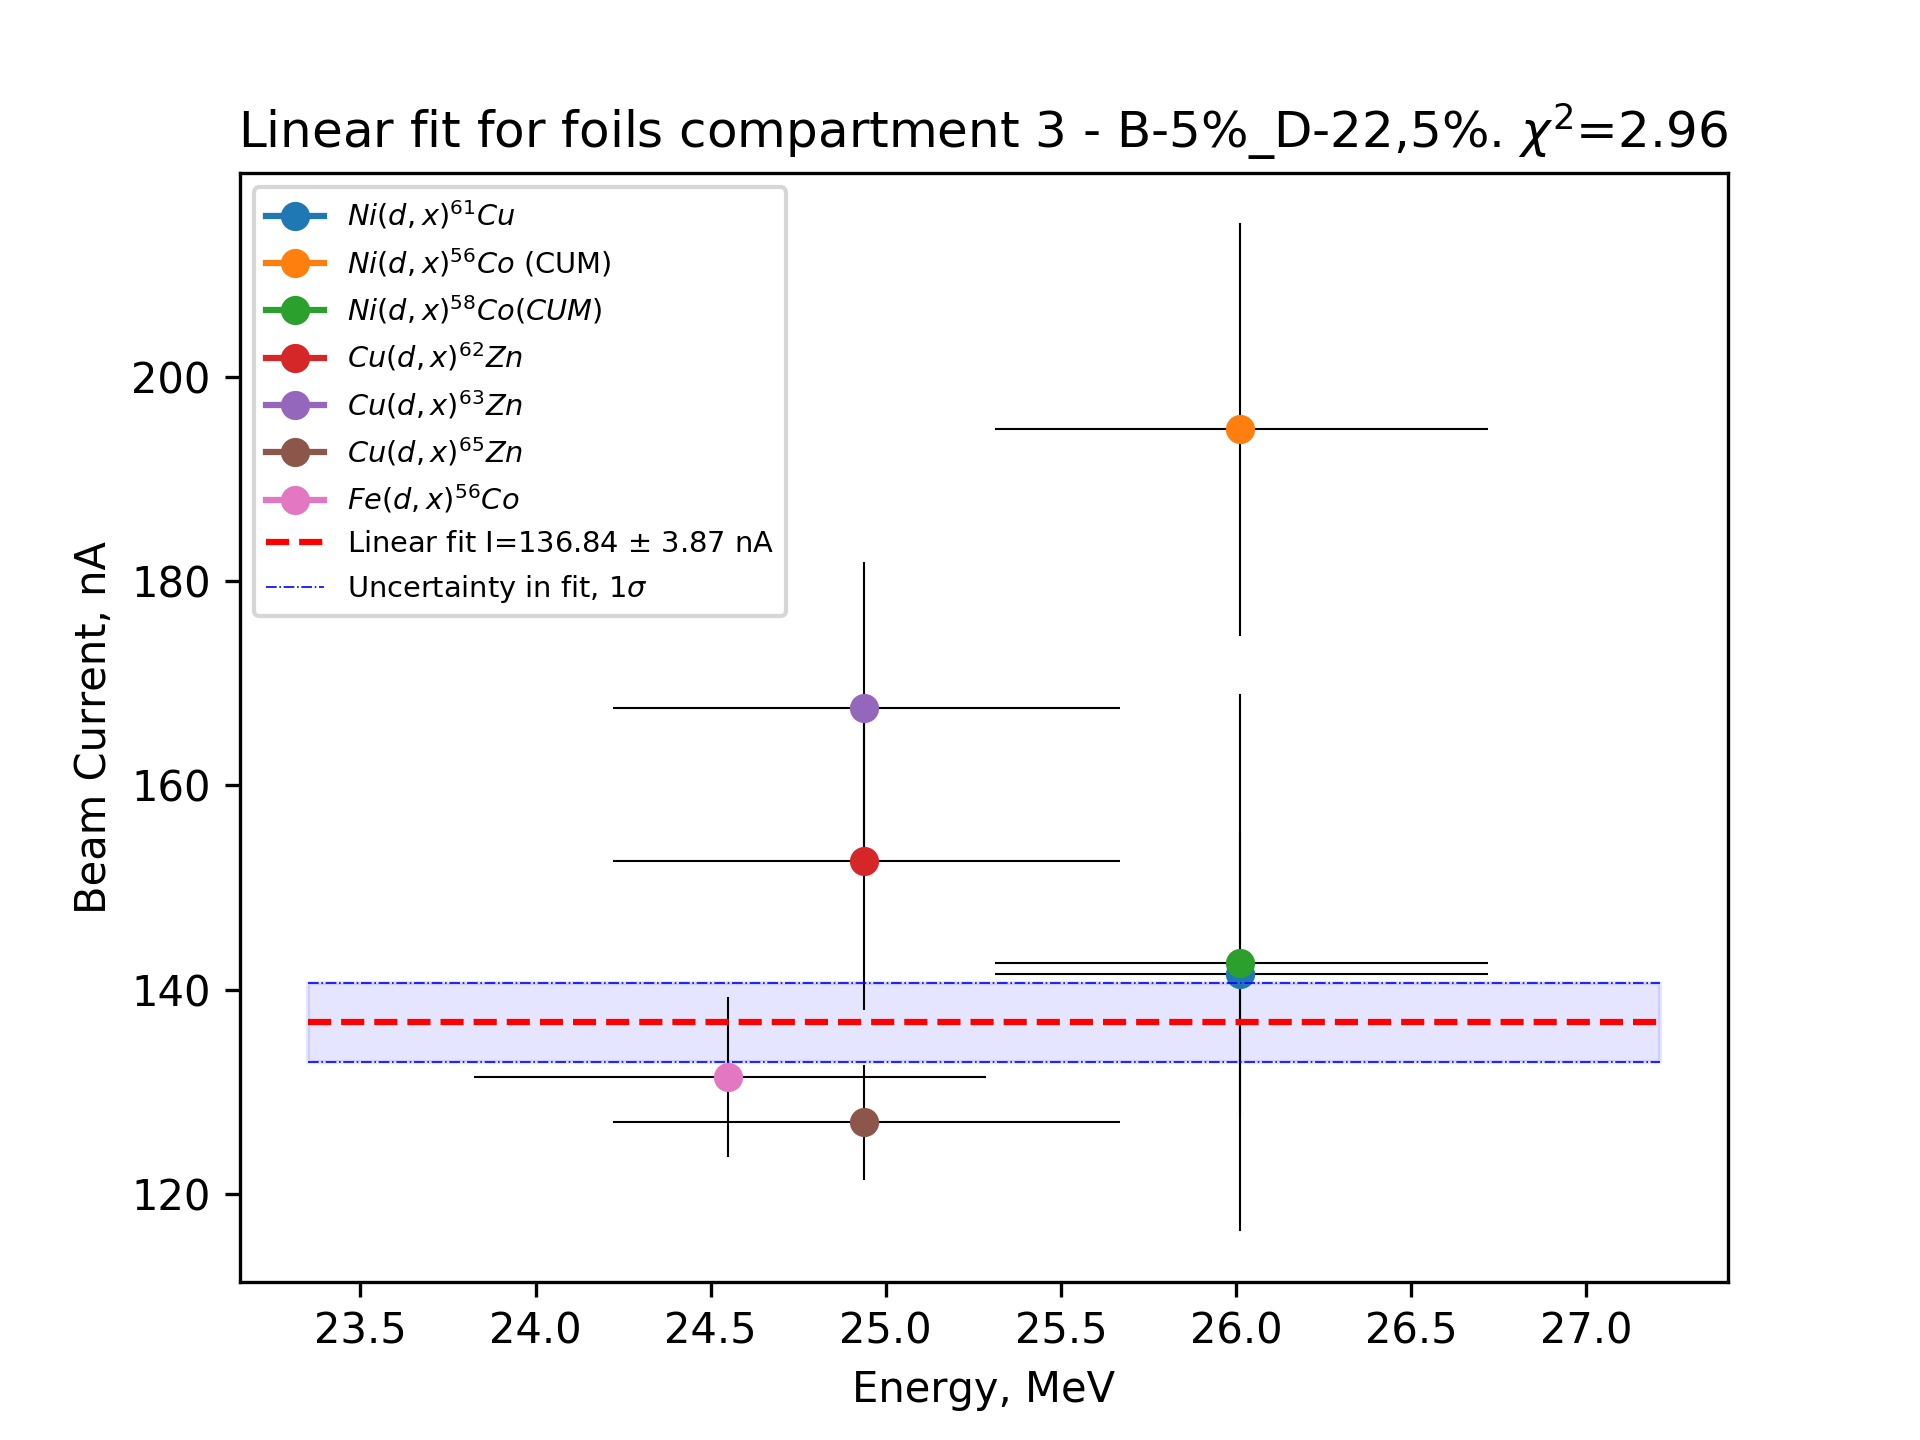 Linear fit for foils compartment 3 - B-5%_D-22,5%. χ²=2.96
Ni(d, x)⁶¹Cu
Ni(d, x)⁵⁶Co (CUM)
Ni(d, x)⁵⁸Co(CUM)
Cu(d, x)⁶²Zn
Cu(d, x)⁶³Zn
Cu(d, x)⁶⁵Zn
Fe(d, x)⁵⁶Co
Linear fit I=136.84 ± 3.87 nA
Uncertainty in fit, 1σ
Beam Current, nA
200
180
160
140
120
23.5 24.0 24.5 25.0 25.5 26.0 26.5 27.0
Energy, MeV